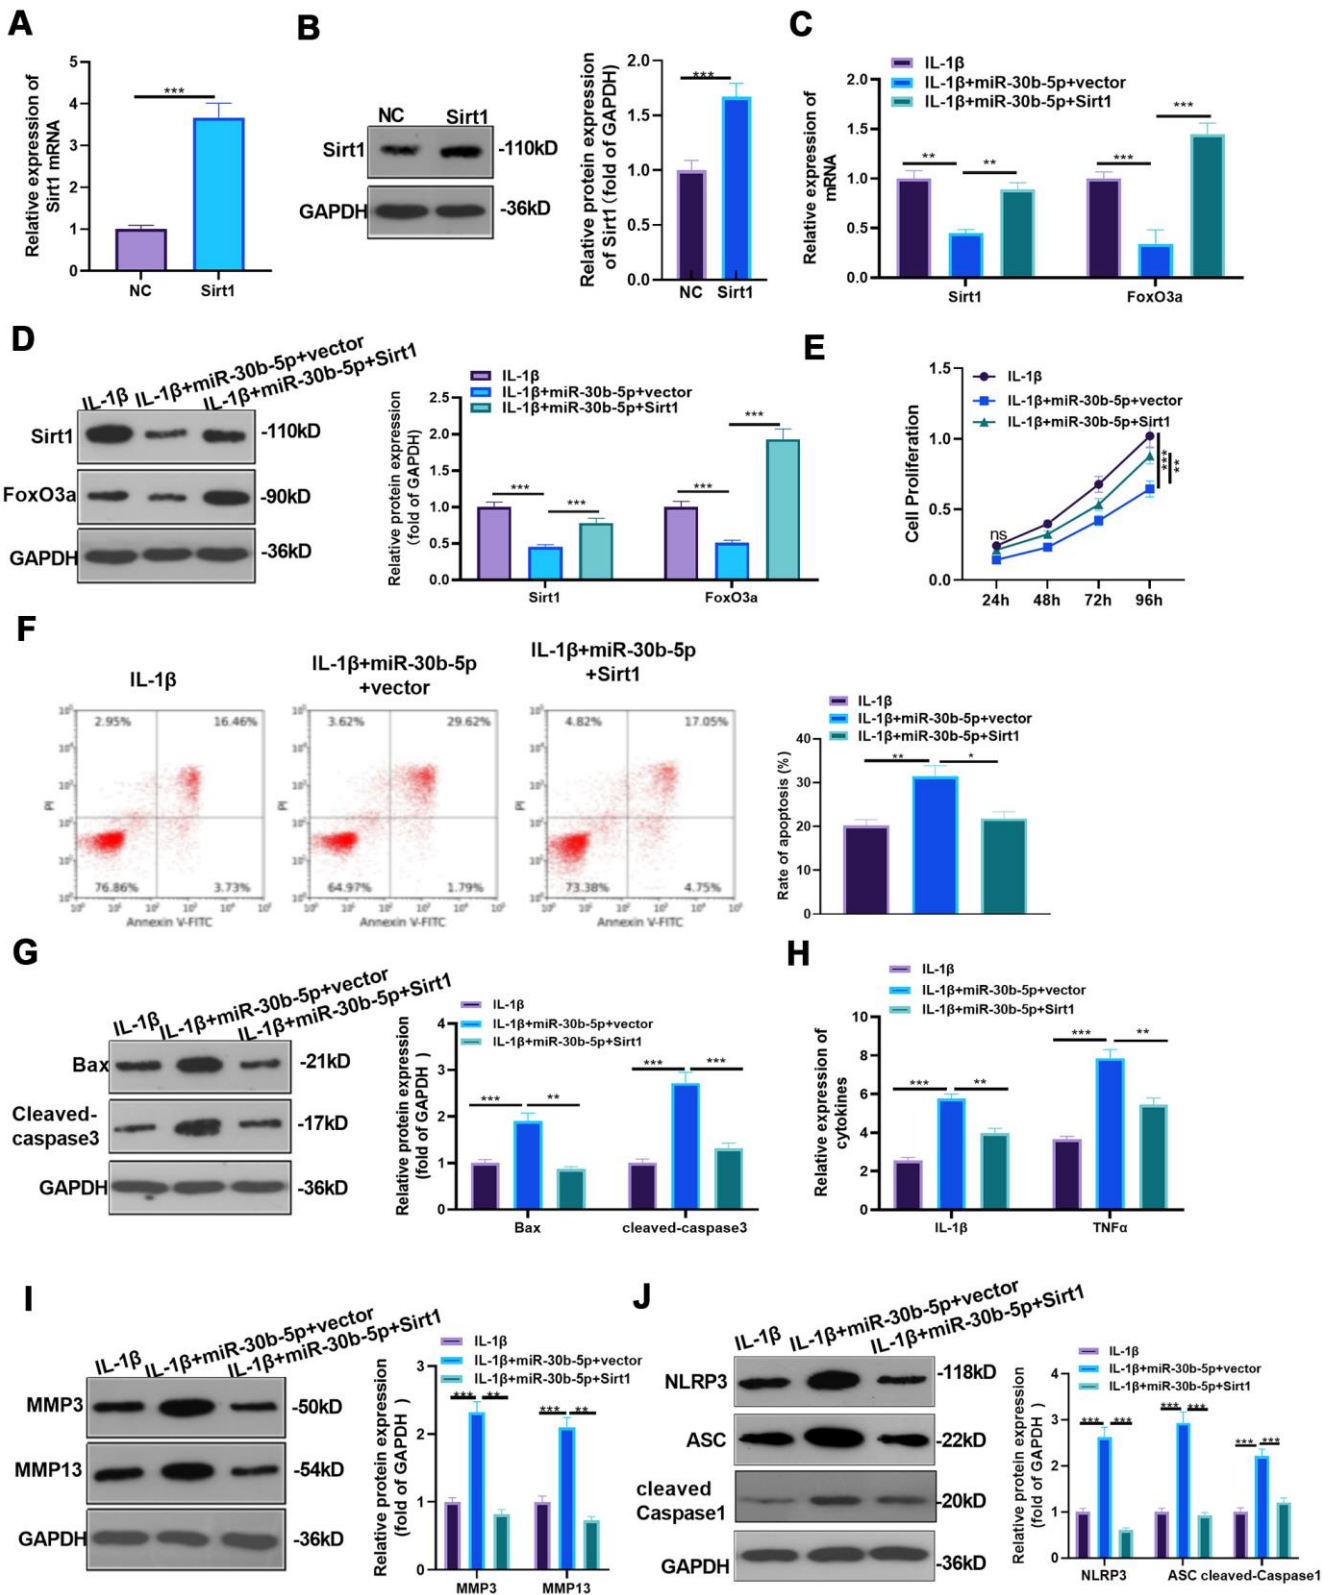 A
Relative expression of
Sirt1 mRNA
5
4
3
2
1
0
***
NC
Sirt1
B
NC
Sirt1
Sirt1
-110kD
GAPDH
-36kD
Relative protein expression
of Sirt1 (fold of GAPDH)
2.0
1.5
1.0
0.5
0.0
***
NC
Sirt1
C
IL-1β
IL-1β+miR-30b-5p+vector
IL-1β+miR-30b-5p+Sirt1
Relative expression of
mRNA
2.0
1.5
1.0
0.5
0.0
**
**
***
***
Sirt1
FoxO3a
D
IL-1β
IL-1β+miR-30b-5p+vector
IL-1β+miR-30b-5p+Sirt1
Sirt1
-110kD
FoxO3a
-90kD
GAPDH
-36kD
IL-1β
IL-1β+miR-30b-5p+vector
IL-1β+miR-30b-5p+Sirt1
Relative protein expression
(fold of GAPDH)
2.5
2.0
1.5
1.0
0.5
0.0
***
***
***
***
Sirt1
FoxO3a
E
IL-1β
IL-1β+miR-30b-5p+vector
IL-1β+miR-30b-5p+Sirt1
Cell Proliferation
1.5
1.0
0.5
0.0
ns
***
**
24h
48h
72h
96h
F
IL-1β
IL-1β+miR-30b-5p
+vector
IL-1β+miR-30b-5p
+Sirt1
2.95%
16.46%
76.86%
3.73%
PI
Annexin V-FITC
3.62%
29.62%
64.97%
1.79%
PI
Annexin V-FITC
4.82%
17.05%
73.38%
4.75%
PI
Annexin V-FITC
IL-1β
IL-1β+miR-30b-5p+vector
IL-1β+miR-30b-5p+Sirt1
Rate of apoptosis (%)
40
30
20
10
0
**
*
G
IL-1β
IL-1β+miR-30b-5p+vector
IL-1β+miR-30b-5p+Sirt1
Bax
-21kD
Cleaved-
caspase3
-17kD
GAPDH
-36kD
IL-1β
IL-1β+miR-30b-5p+vector
IL-1β+miR-30b-5p+Sirt1
Relative protein expression
(fold of GAPDH )
4
3
2
1
0
***
**
***
***
Bax
cleaved-caspase3
H
IL-1β
IL-1β+miR-30b-5p+vector
IL-1β+miR-30b-5p+Sirt1
Relative expression of
cytokines
10
8
6
4
2
0
***
**
***
**
IL-1β
TNFα
I
IL-1β
IL-1β+miR-30b-5p+vector
IL-1β+miR-30b-5p+Sirt1
MMP3
-50kD
MMP13
-54kD
GAPDH
-36kD
IL-1β
IL-1β+miR-30b-5p+vector
IL-1β+miR-30b-5p+Sirt1
Relative protein expression
(fold of GAPDH )
3
2
1
0
***
**
***
**
MMP3
MMP13
J
IL-1β
IL-1β+miR-30b-5p+vector
IL-1β+miR-30b-5p+Sirt1
NLRP3
-118kD
ASC
-22kD
cleaved
Caspase1
-20kD
GAPDH
-36kD
IL-1β
IL-1β+miR-30b-5p+vector
IL-1β+miR-30b-5p+Sirt1
Relative protein expression
(fold of GAPDH )
4
3
2
1
0
***
***
***
***
***
***
NLRP3
ASC
cleaved-Caspase1